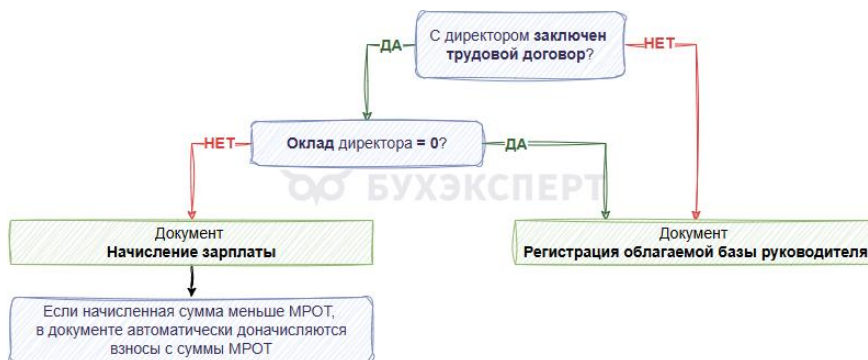 С директором заключен
трудовой договор?
ДА
НЕТ
Оклад директора = 0?
НЕТ
ДА
БУХЭКСПЕРТ
Документ
Начисление зарплаты
Документ
Регистрация облагаемой базы руководителя
Если начисленная сумма меньше МРОТ,
в документе автоматически доначисляются
взносы с суммы МРОТ